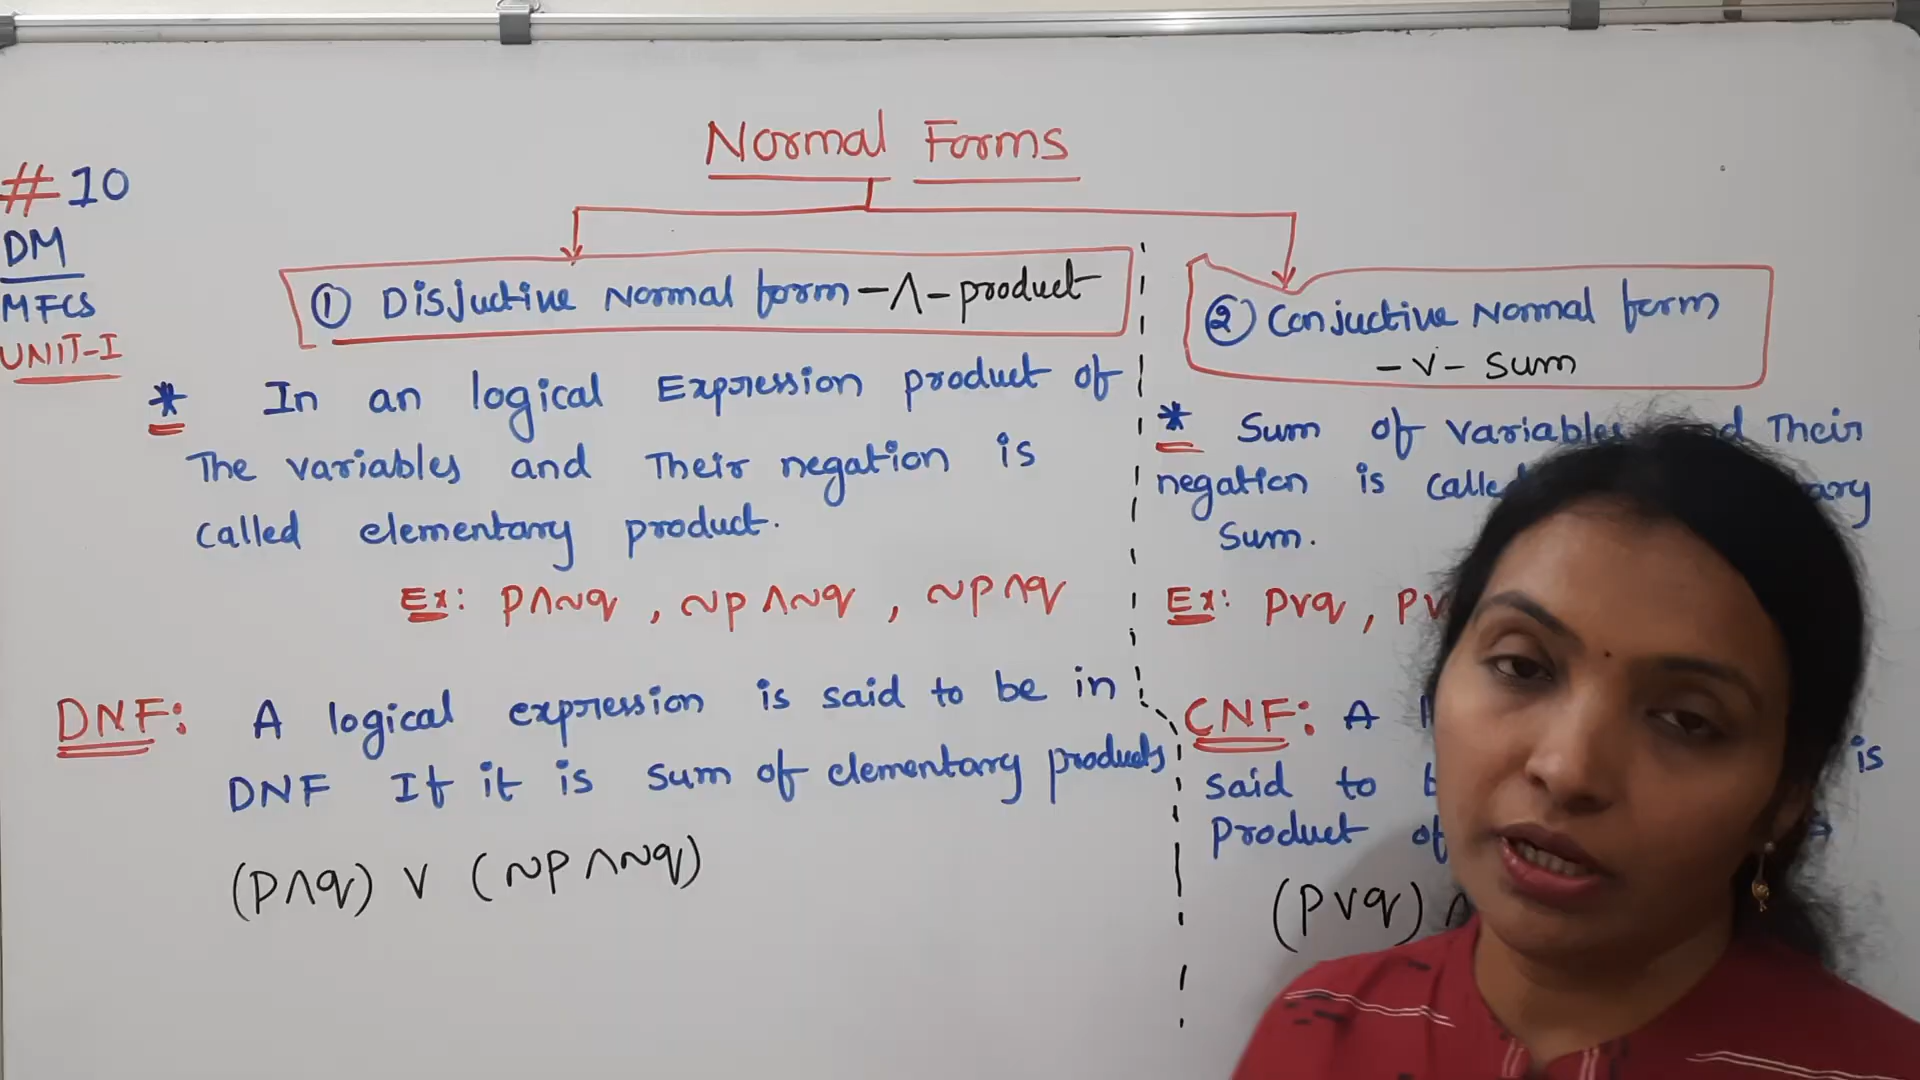 Normal Forms
#10
DM
MFCS
UNIT-I
① Disjuctive Normal form - ∧ - product
* In an logical Expression product of
The variables and Their negation is
called elementary product.
Ex: p∧~q , ~p∧~q , ~p∧q
DNF: A logical expression is said to be in
DNF If it is sum of elementary products
(p∧q) ∨ (~p∧~q)
② Conjuctive Normal form
- ∨ - sum
* Sum of variables Their
negation is
Sum.
Ex: p∨q ,
CNF: A is
said to
Product of
(p∨q) ∧